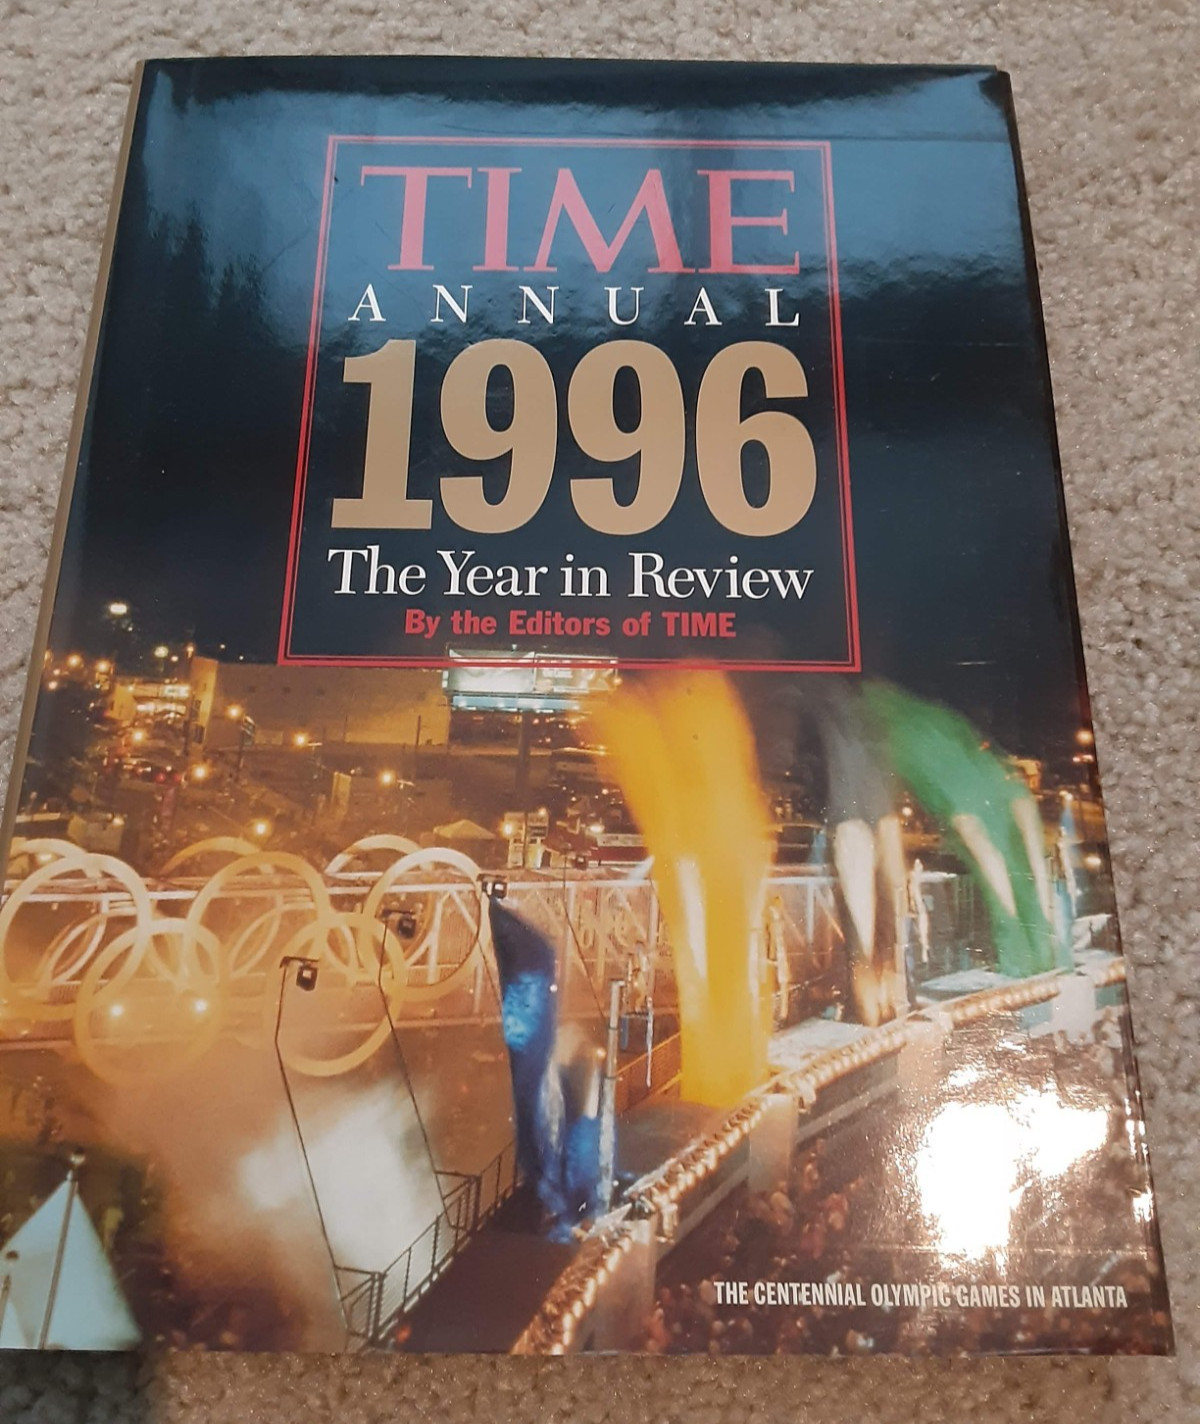 TIME
ANNUAL
1996
The Year in Review
By the Editors of TIME
THE CENTENNIAL OLYMPIC GAMES IN ATLANTA